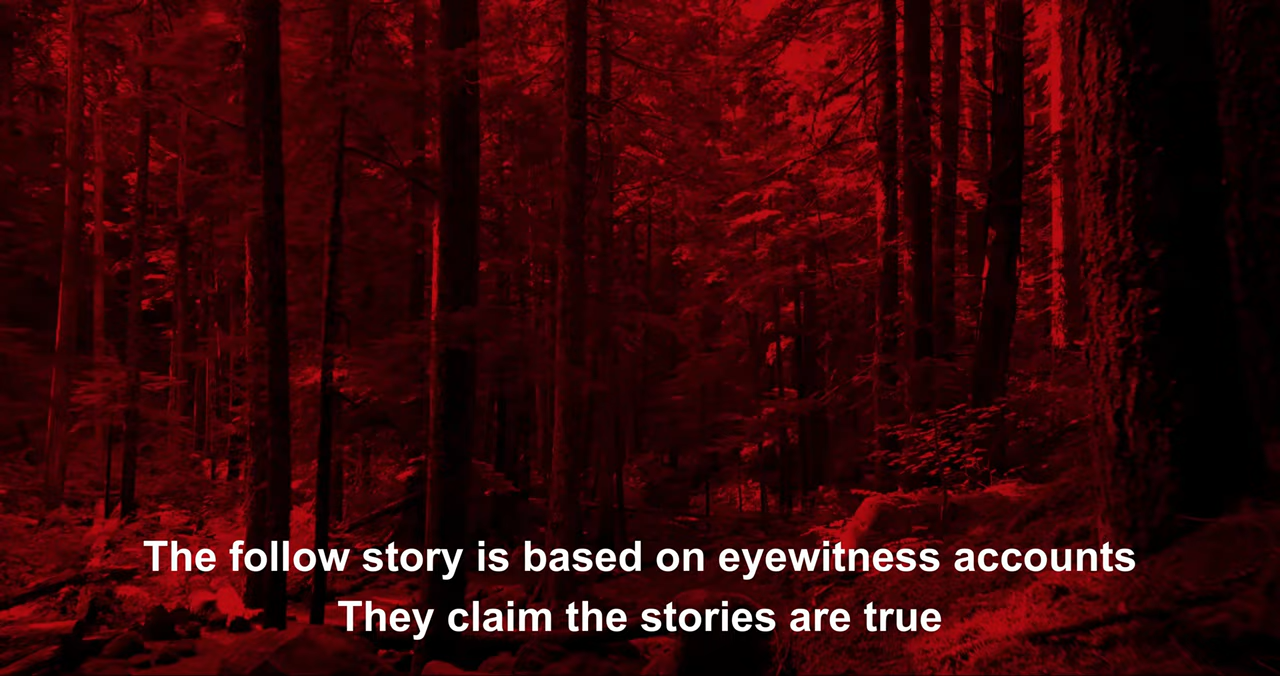 The follow story is based on eyewitness accounts
They claim the stories are true